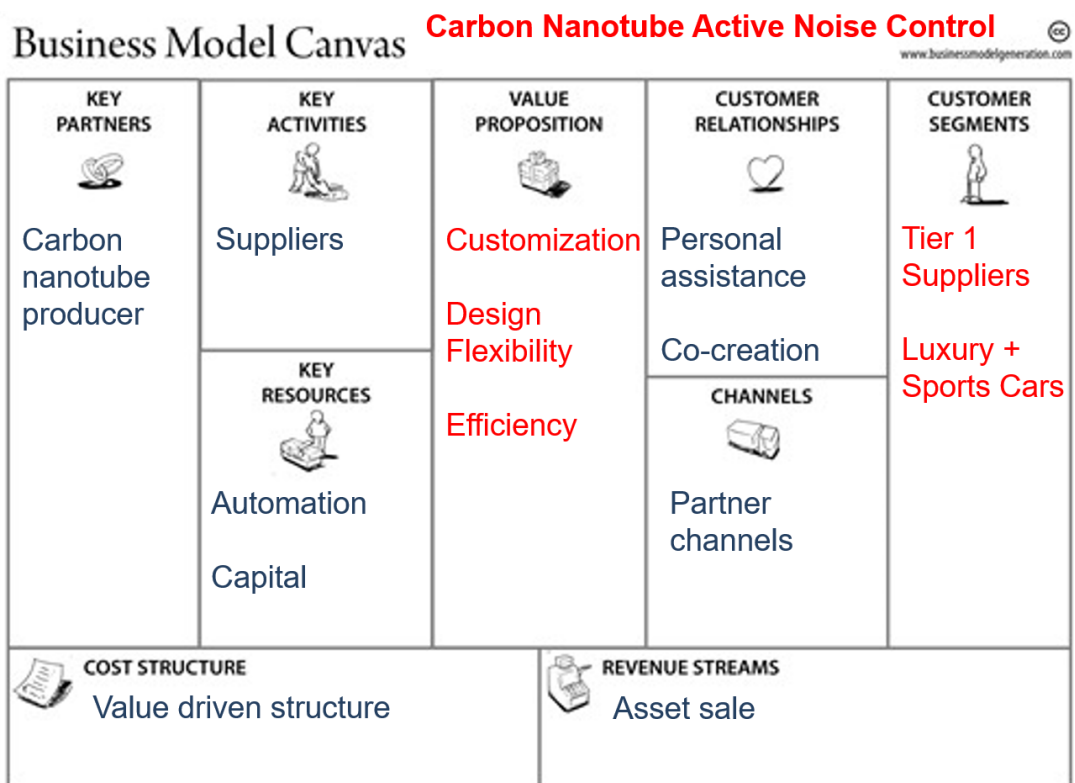 Business Model Canvas
Carbon Nanotube Active Noise Control
cc
www.businessmodelgeneration.com
KEY
PARTNERS
Carbon
nanotube
producer
KEY
ACTIVITIES
Suppliers
KEY
RESOURCES
Automation
Capital
VALUE
PROPOSITION
Customization
Design
Flexibility
Efficiency
CUSTOMER
RELATIONSHIPS
Personal
assistance
Co-creation
CHANNELS
Partner
channels
CUSTOMER
SEGMENTS
Tier 1
Suppliers
Luxury +
Sports Cars
COST STRUCTURE
Value driven structure
REVENUE STREAMS
Asset sale